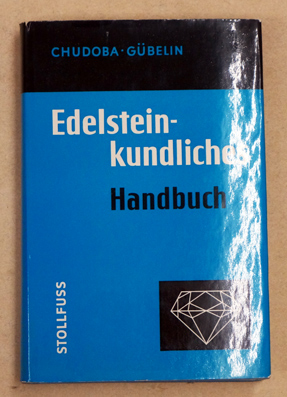 CHUDOBA · GÜBELIN
Edelstein-
kundliches
Handbuch
STOLLFUSS